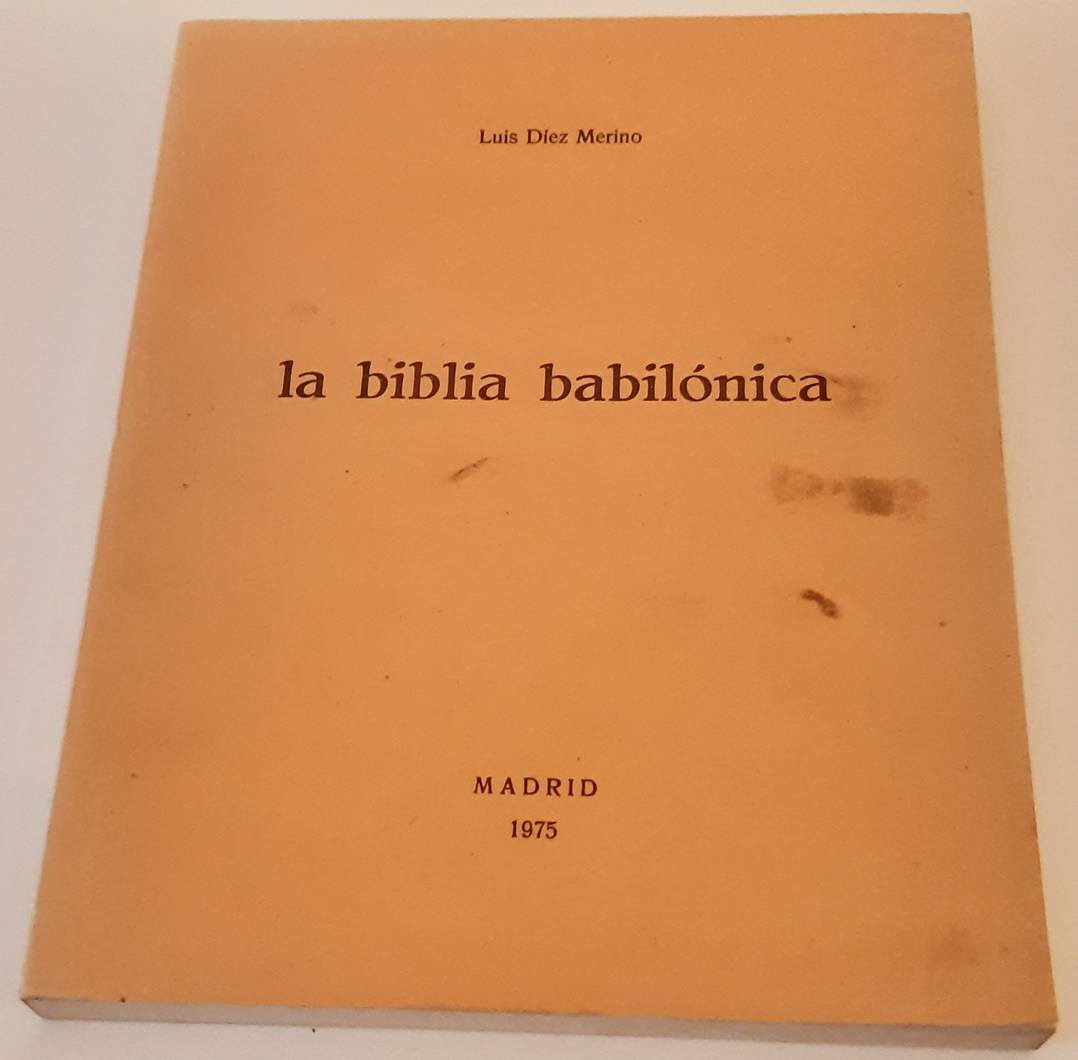 Luis Díez Merino
la biblia babilónica
MADRID
1975